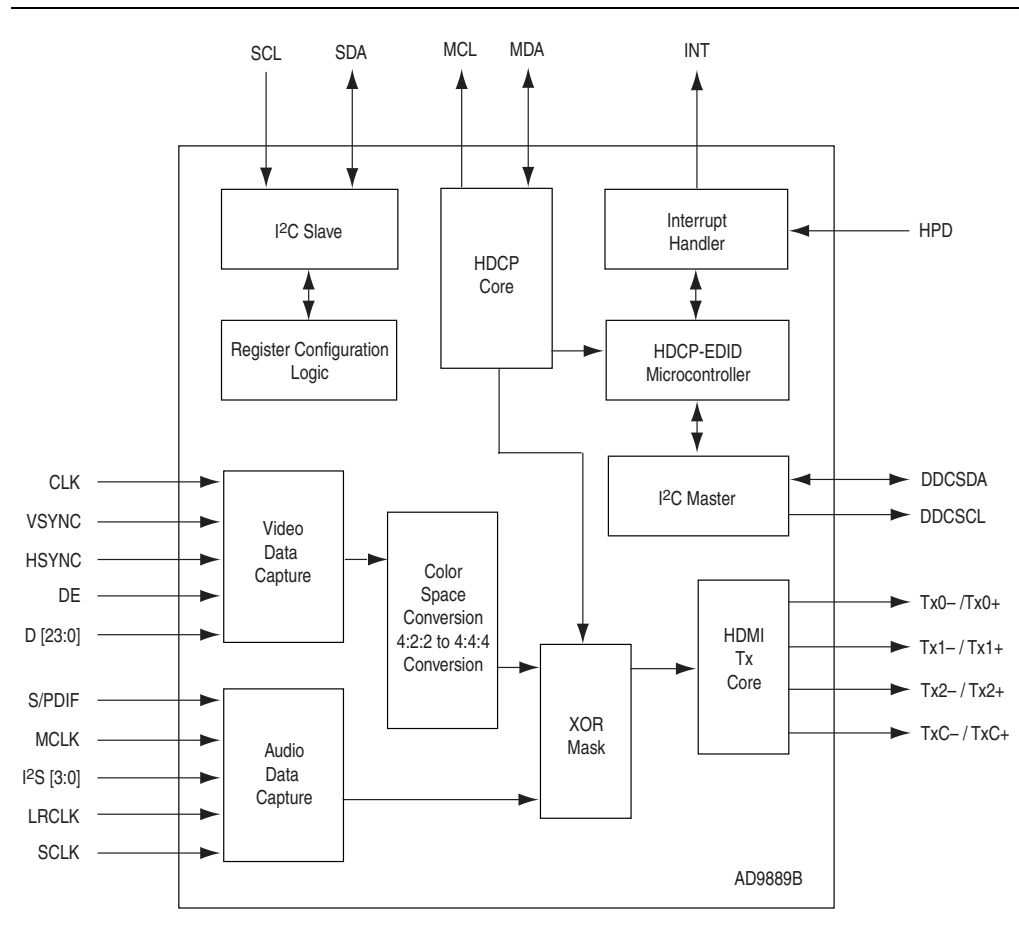 SCL
SDA
MCL
MDA
INT
I²C Slave
HDCP
Core
Interrupt
Handler
HPD
Register Configuration
Logic
HDCP-EDID
Microcontroller
I²C Master
DDCSDA
DDCSCL
CLK
VSYNC
HSYNC
DE
D [23:0]
Video
Data
Capture
Color
Space
Conversion
4:2:2 to 4:4:4
Conversion
HDMI
Tx
Core
Tx0– /Tx0+
Tx1– / Tx1+
Tx2– / Tx2+
TxC– / TxC+
S/PDIF
MCLK
I²S [3:0]
LRCLK
SCLK
Audio
Data
Capture
XOR
Mask
AD9889B